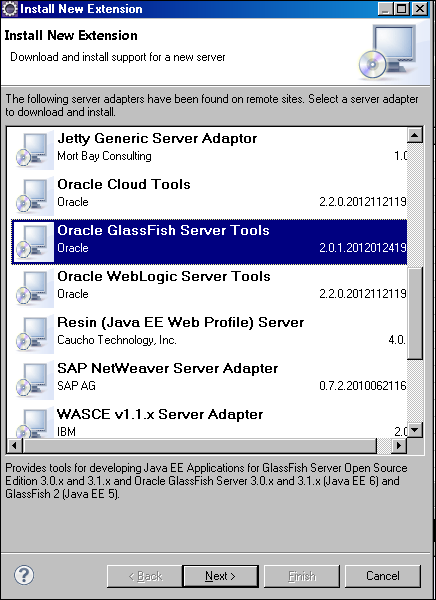 Install New Extension
Install New Extension
Download and install support for a new server
The following server adapters have been found on remote sites. Select a server adapter
to download and install.
Jetty Generic Server Adaptor
Mort Bay Consulting 1.0
Oracle Cloud Tools
Oracle 2.2.0.2012112119
Oracle GlassFish Server Tools
Oracle 2.0.1.2012012419
Oracle WebLogic Server Tools
Oracle 2.2.0.2012112119
Resin (Java EE Web Profile) Server
Caucho Technology, Inc. 4.0.
SAP NetWeaver Server Adapter
SAP AG 0.7.2.2010062116
WASCE v1.1.x Server Adapter
IBM 2.0
Provides tools for developing Java EE Applications for GlassFish Server Open Source
Edition 3.0.x and 3.1.x and Oracle GlassFish Server 3.0.x and 3.1.x (Java EE 6) and
GlassFish 2 (Java EE 5).
? < Back Next > Finish Cancel